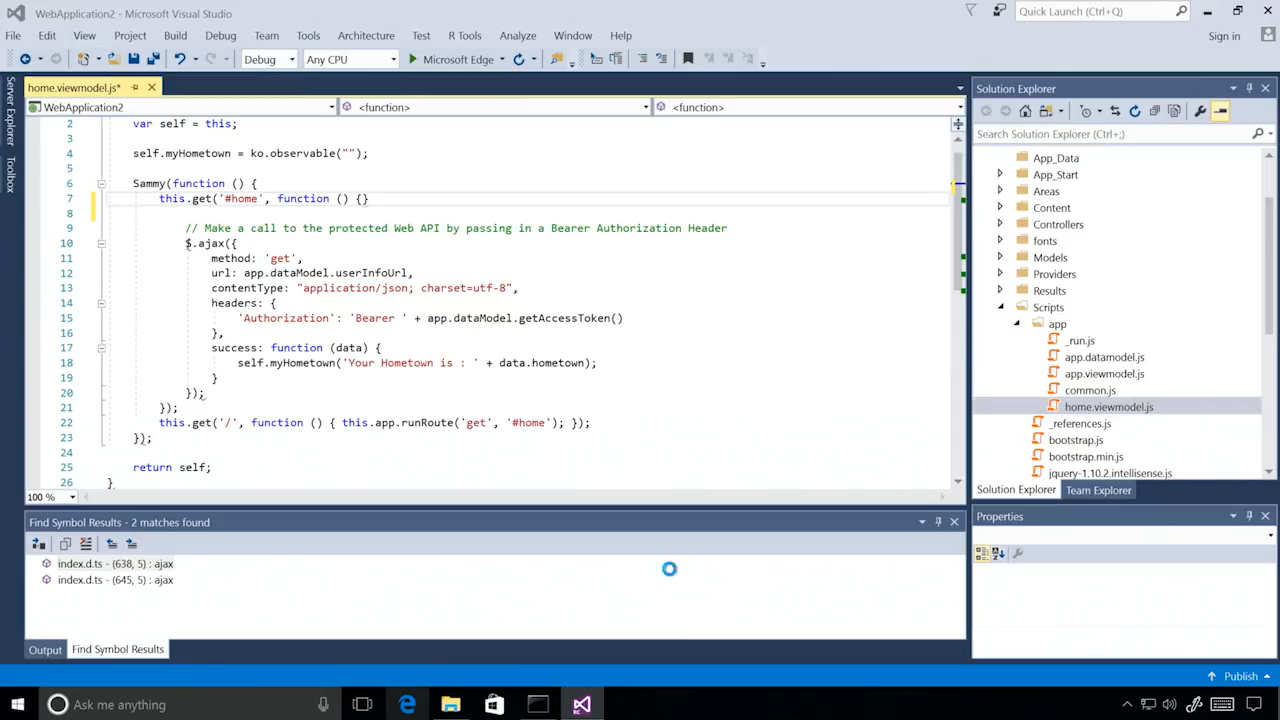 WebApplication2 - Microsoft Visual Studio
Quick Launch (Ctrl+Q)
File Edit View Project Build Debug Team Tools Architecture Test R Tools Analyze Window Help
Sign in
Debug Any CPU Microsoft Edge
Server Explorer
Toolbox
home.viewmodel.js*
WebApplication2 <function> <function>
2 var self = this;
3
4 self.myHometown = ko.observable("");
5
6 Sammy(function () {
7 this.get('#home', function () {}
8
9 // Make a call to the protected Web API by passing in a Bearer Authorization Header
10 $.ajax({
11 method: 'get',
12 url: app.dataModel.userInfoUrl,
13 contentType: "application/json; charset=utf-8",
14 headers: {
15 'Authorization': 'Bearer ' + app.dataModel.getAccessToken()
16 },
17 success: function (data) {
18 self.myHometown('Your Hometown is : ' + data.hometown);
19 }
20 });
21 });
22 this.get('/', function () { this.app.runRoute('get', '#home'); });
23 });
24
25 return self;
26 }
100 %
Find Symbol Results - 2 matches found
index.d.ts - (638, 5) : ajax
index.d.ts - (645, 5) : ajax
Output Find Symbol Results
Solution Explorer
Search Solution Explorer (Ctrl+;)
App_Data
App_Start
Areas
Content
Controllers
fonts
Models
Providers
Results
Scripts
app
_run.js
app.datamodel.js
app.viewmodel.js
common.js
home.viewmodel.js
_references.js
bootstrap.js
bootstrap.min.js
jquery-1.10.2.intellisense.js
Solution Explorer Team Explorer
Properties
Publish
Ask me anything